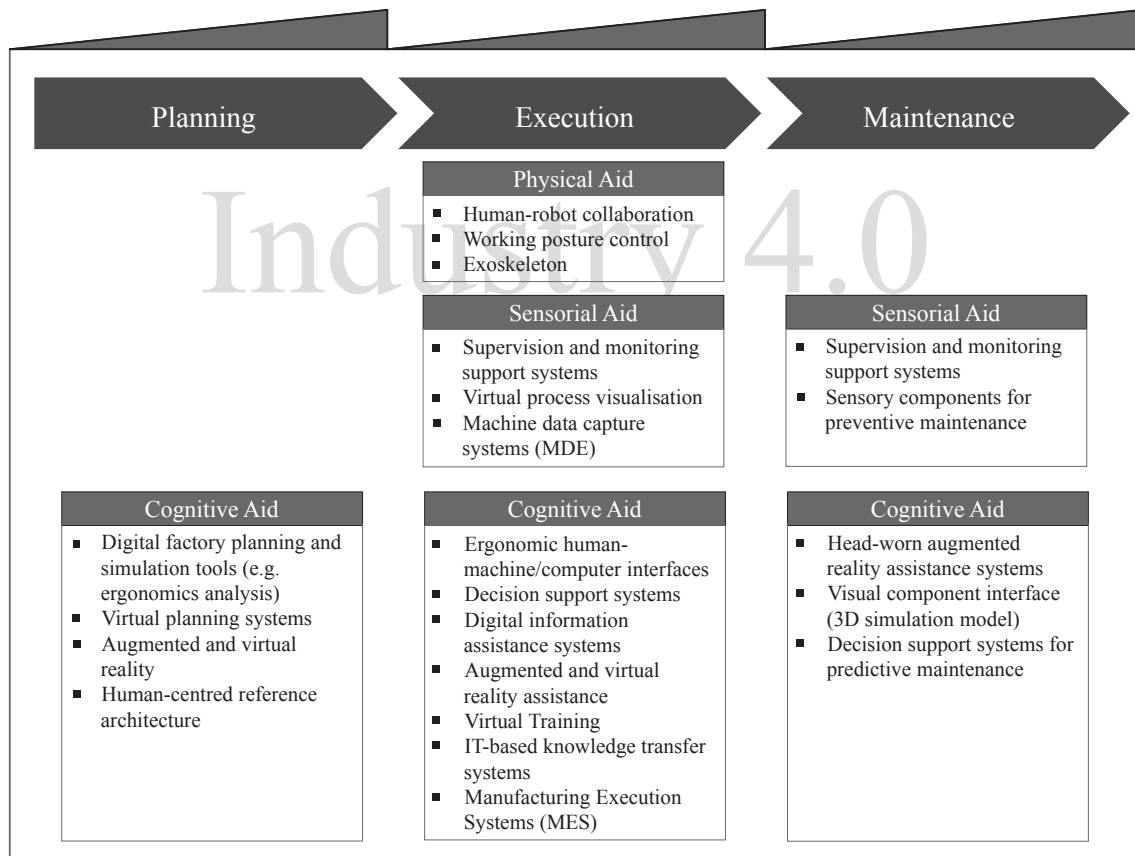 Planning
Execution
Maintenance
Industry 4.0
Physical Aid
▪ Human-robot collaboration
▪ Working posture control
▪ Exoskeleton
Sensorial Aid
▪ Supervision and monitoring
support systems
▪ Virtual process visualisation
▪ Machine data capture
systems (MDE)
Sensorial Aid
▪ Supervision and monitoring
support systems
▪ Sensory components for
preventive maintenance
Cognitive Aid
▪ Digital factory planning and
simulation tools (e.g.
ergonomics analysis)
▪ Virtual planning systems
▪ Augmented and virtual
reality
▪ Human-centred reference
architecture
Cognitive Aid
▪ Ergonomic human-
machine/computer interfaces
▪ Decision support systems
▪ Digital information
assistance systems
▪ Augmented and virtual
reality assistance
▪ Virtual Training
▪ IT-based knowledge transfer
systems
▪ Manufacturing Execution
Systems (MES)
Cognitive Aid
▪ Head-worn augmented
reality assistance systems
▪ Visual component interface
(3D simulation model)
▪ Decision support systems for
predictive maintenance